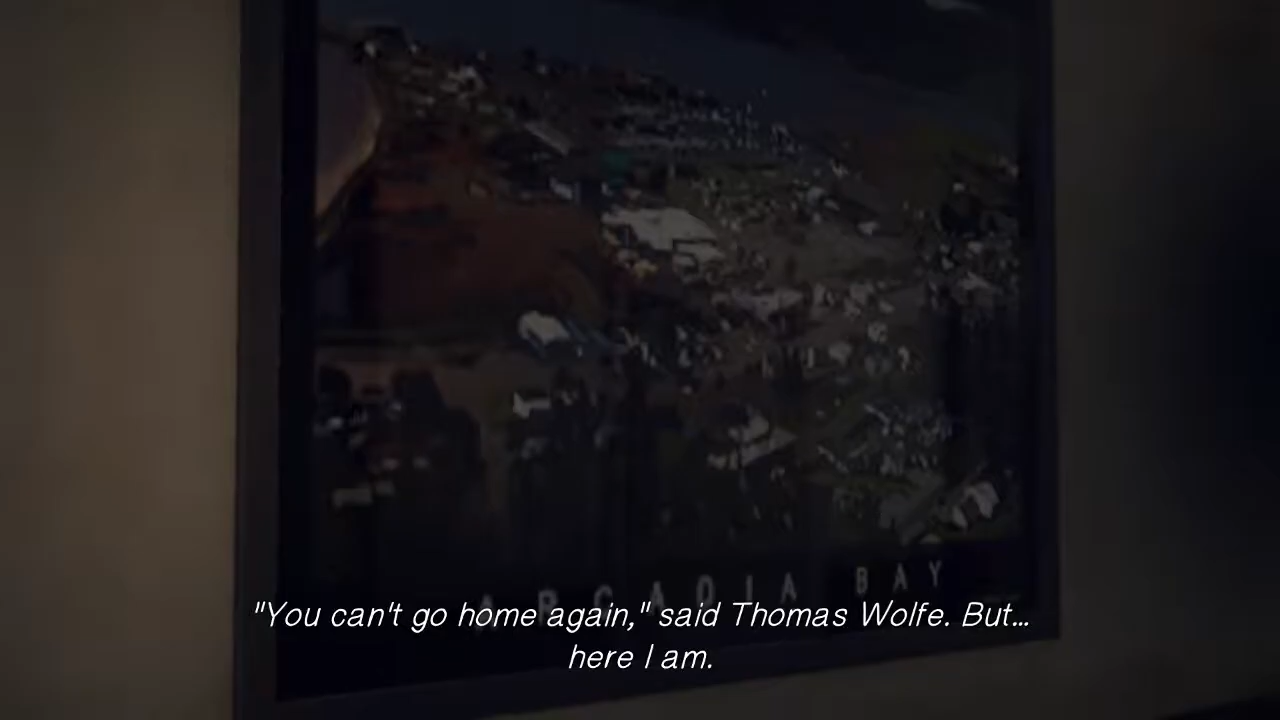 ARCADIA BAY
"You can't go home again," said Thomas Wolfe. But...
here I am.